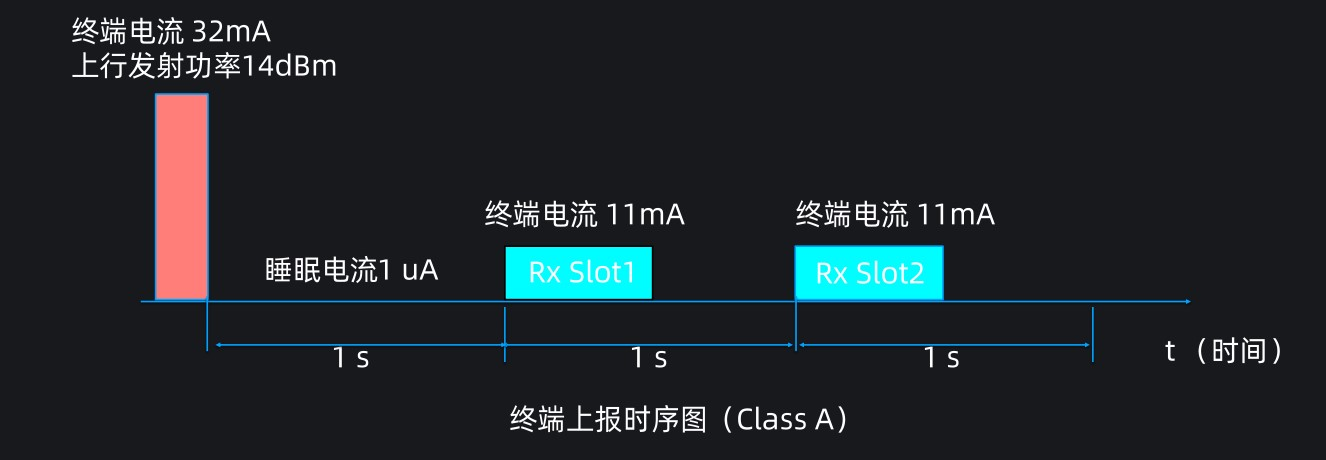 终端电流 32mA
上行发射功率14dBm
终端电流 11mA
终端电流 11mA
睡眠电流1 uA
Rx Slot1
Rx Slot2
1 s
1 s
1 s
t （时间）
终端上报时序图（Class A）